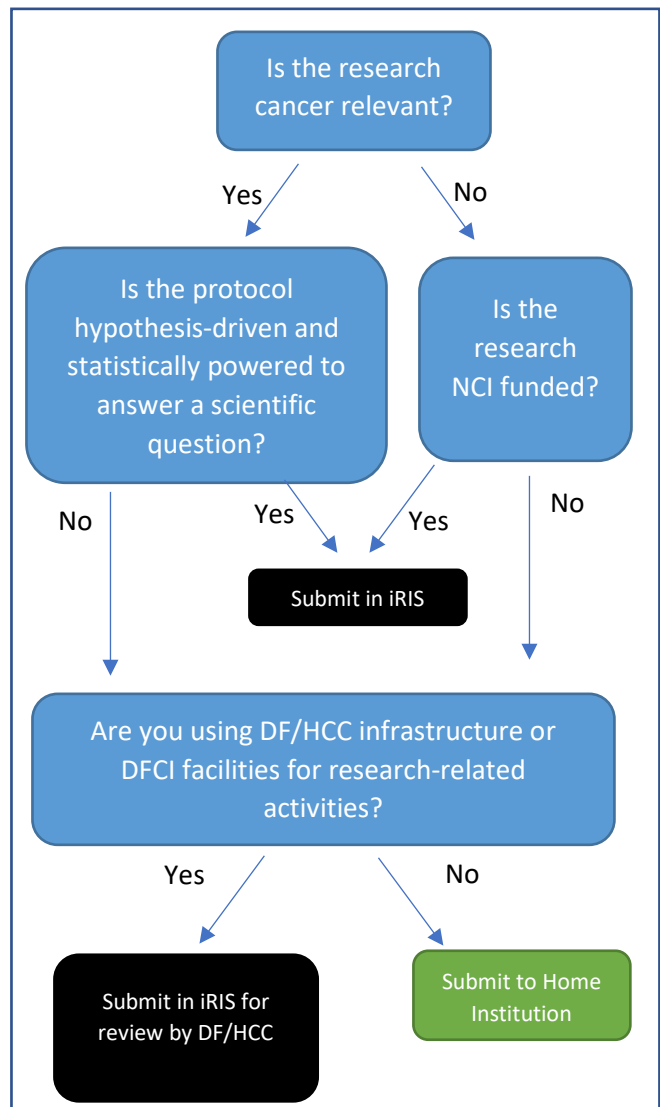 Is the research
cancer relevant?
Yes
No
Is the protocol
hypothesis-driven and
statistically powered to
answer a scientific
question?
Is the
research
NCI funded?
No
Yes
Yes
No
Submit in iRIS
Are you using DF/HCC infrastructure or
DFCI facilities for research-related
activities?
Yes
No
Submit in iRIS for
review by DF/HCC
Submit to Home
Institution